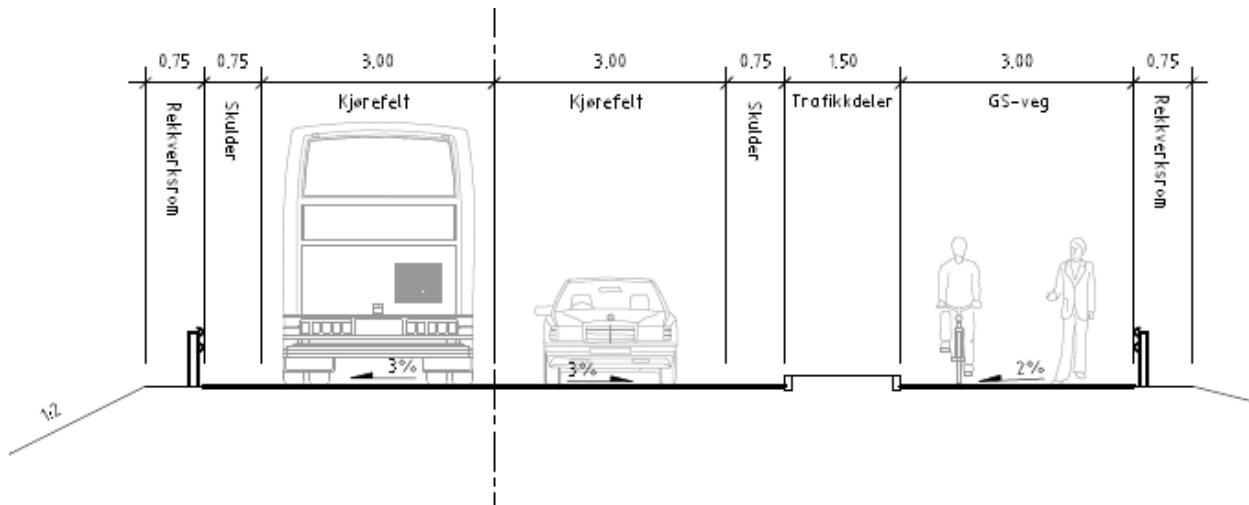 0.75 0.75 3.00 3.00 0.75 1.50 3.00 0.75
Rekkverksrom
Skulder
Kjørefelt
Kjørefelt
Skulder
Trafikkdeler
GS-veg
Rekkverksrom
3%
3%
2%
1:2